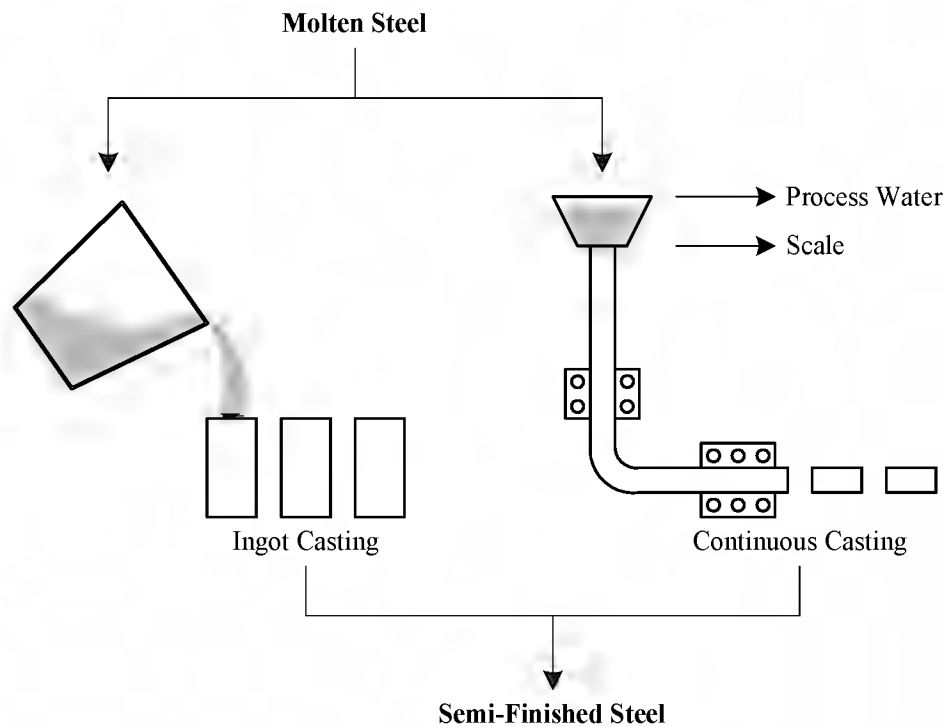 Molten Steel
Process Water
Scale
Ingot Casting
Continuous Casting
Semi-Finished Steel